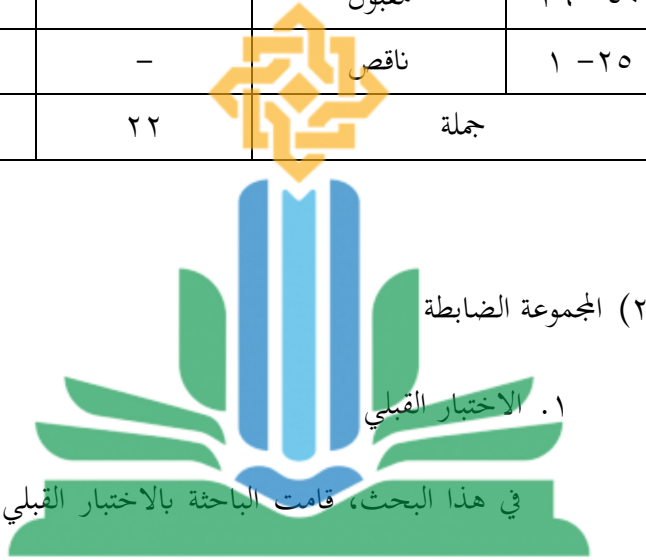 ناقص ١ – ٢٥ –
جملة ٢٢
٢) المجموعة الضابطة
١. الاختبار القبلي
في هذا البحث، قامت الباحثة بالاختبار القبلي